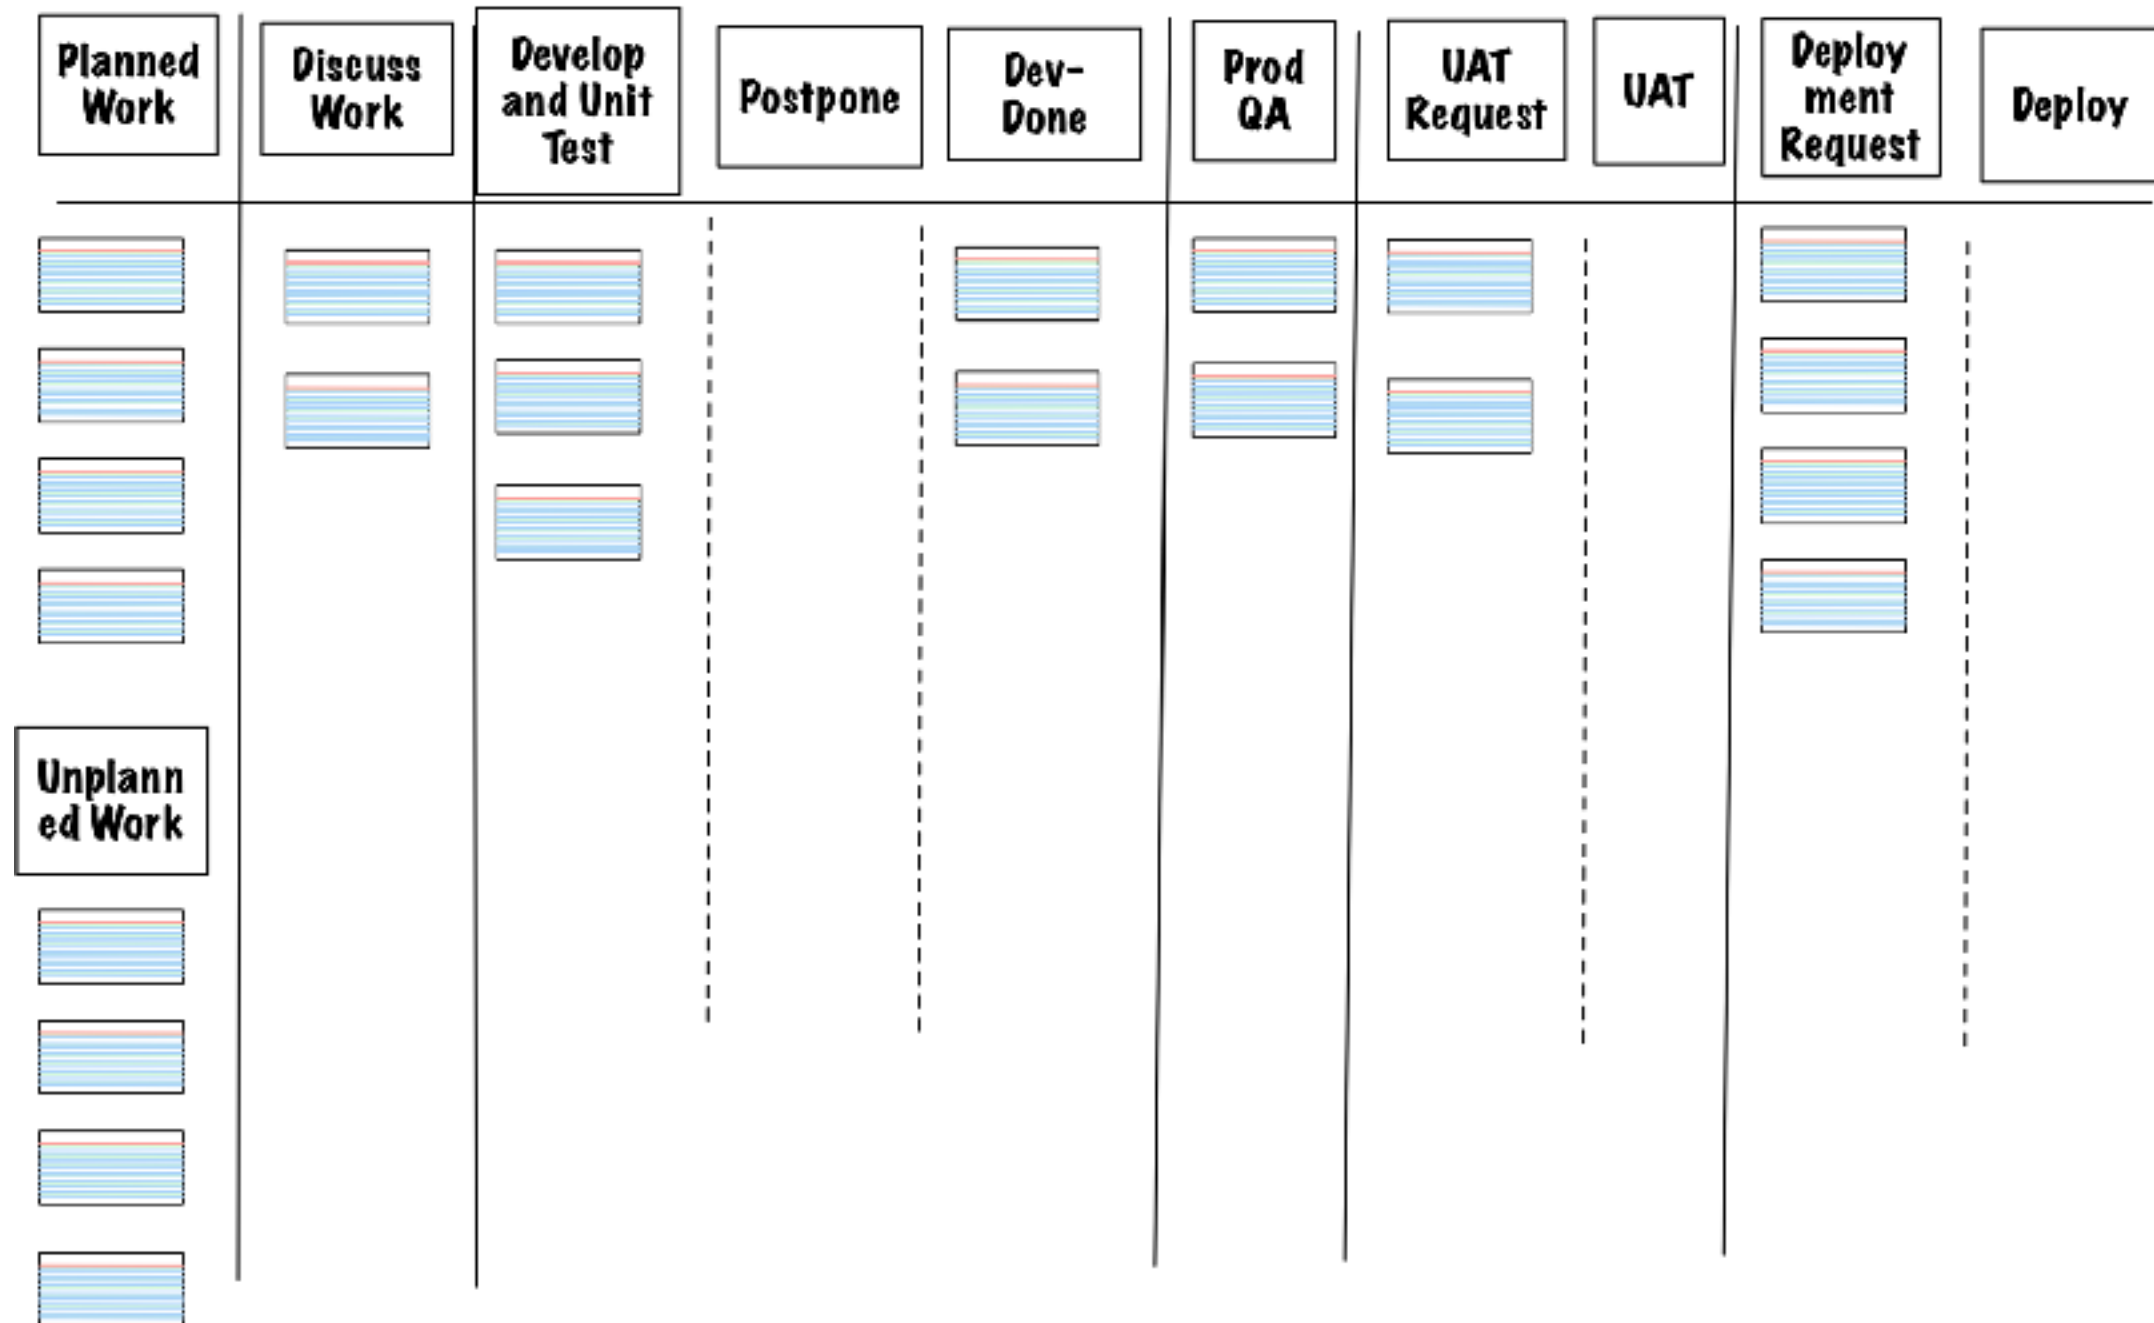 Planned
Work
Discuss
Work
Develop
and Unit
Test
Postpone
Dev-
Done
Prod
QA
UAT
Request
UAT
Deploy
ment
Request
Deploy
Unplann
ed Work